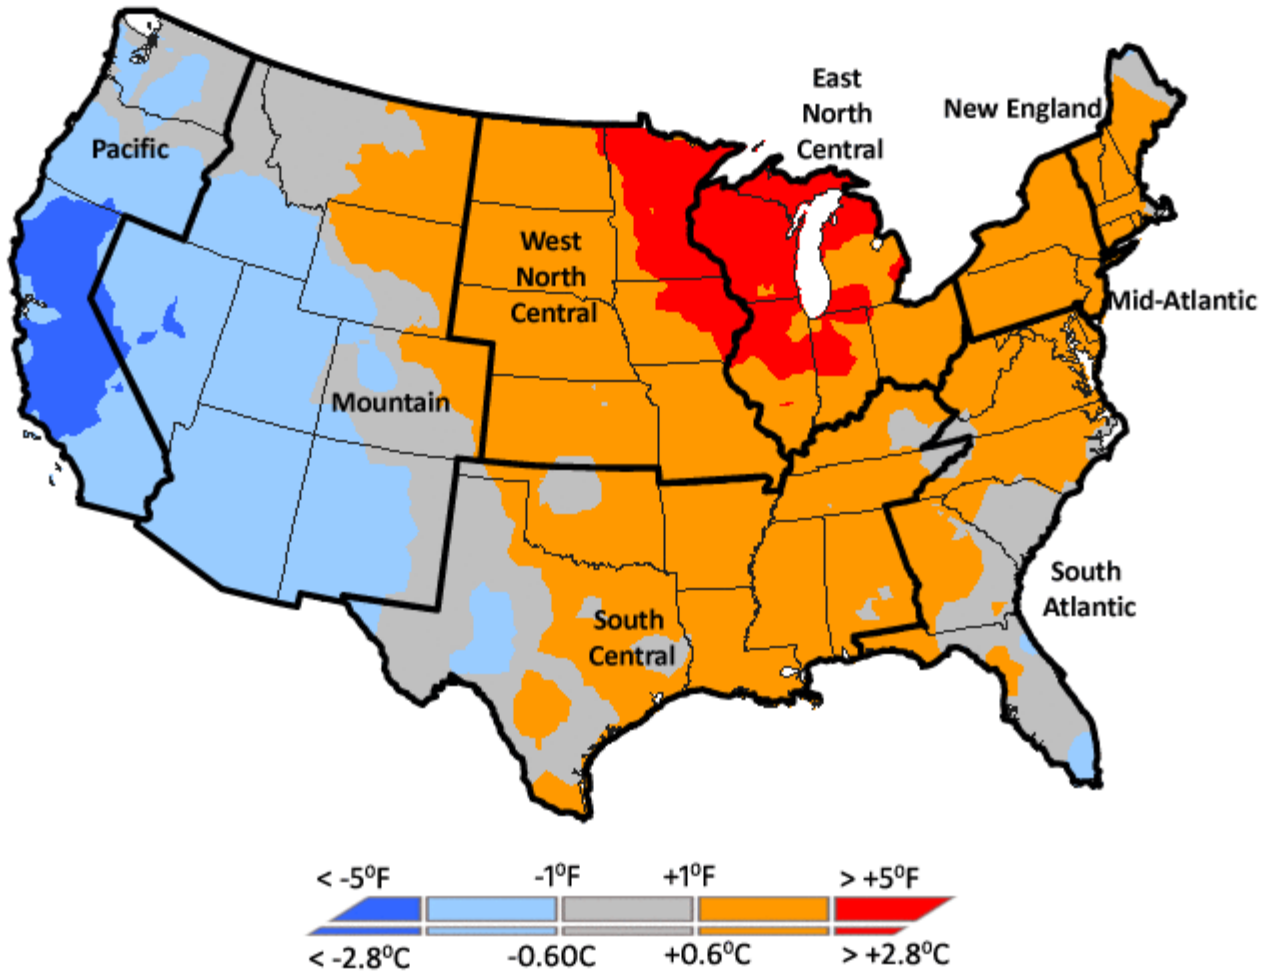 East
North
Central
New England
Pacific
West
North
Central
Mid-Atlantic
Mountain
South
Atlantic
South
Central
< -5⁰F
-1⁰F
+1⁰F
> +5⁰F
< -2.8⁰C
-0.60C
+0.6⁰C
> +2.8⁰C